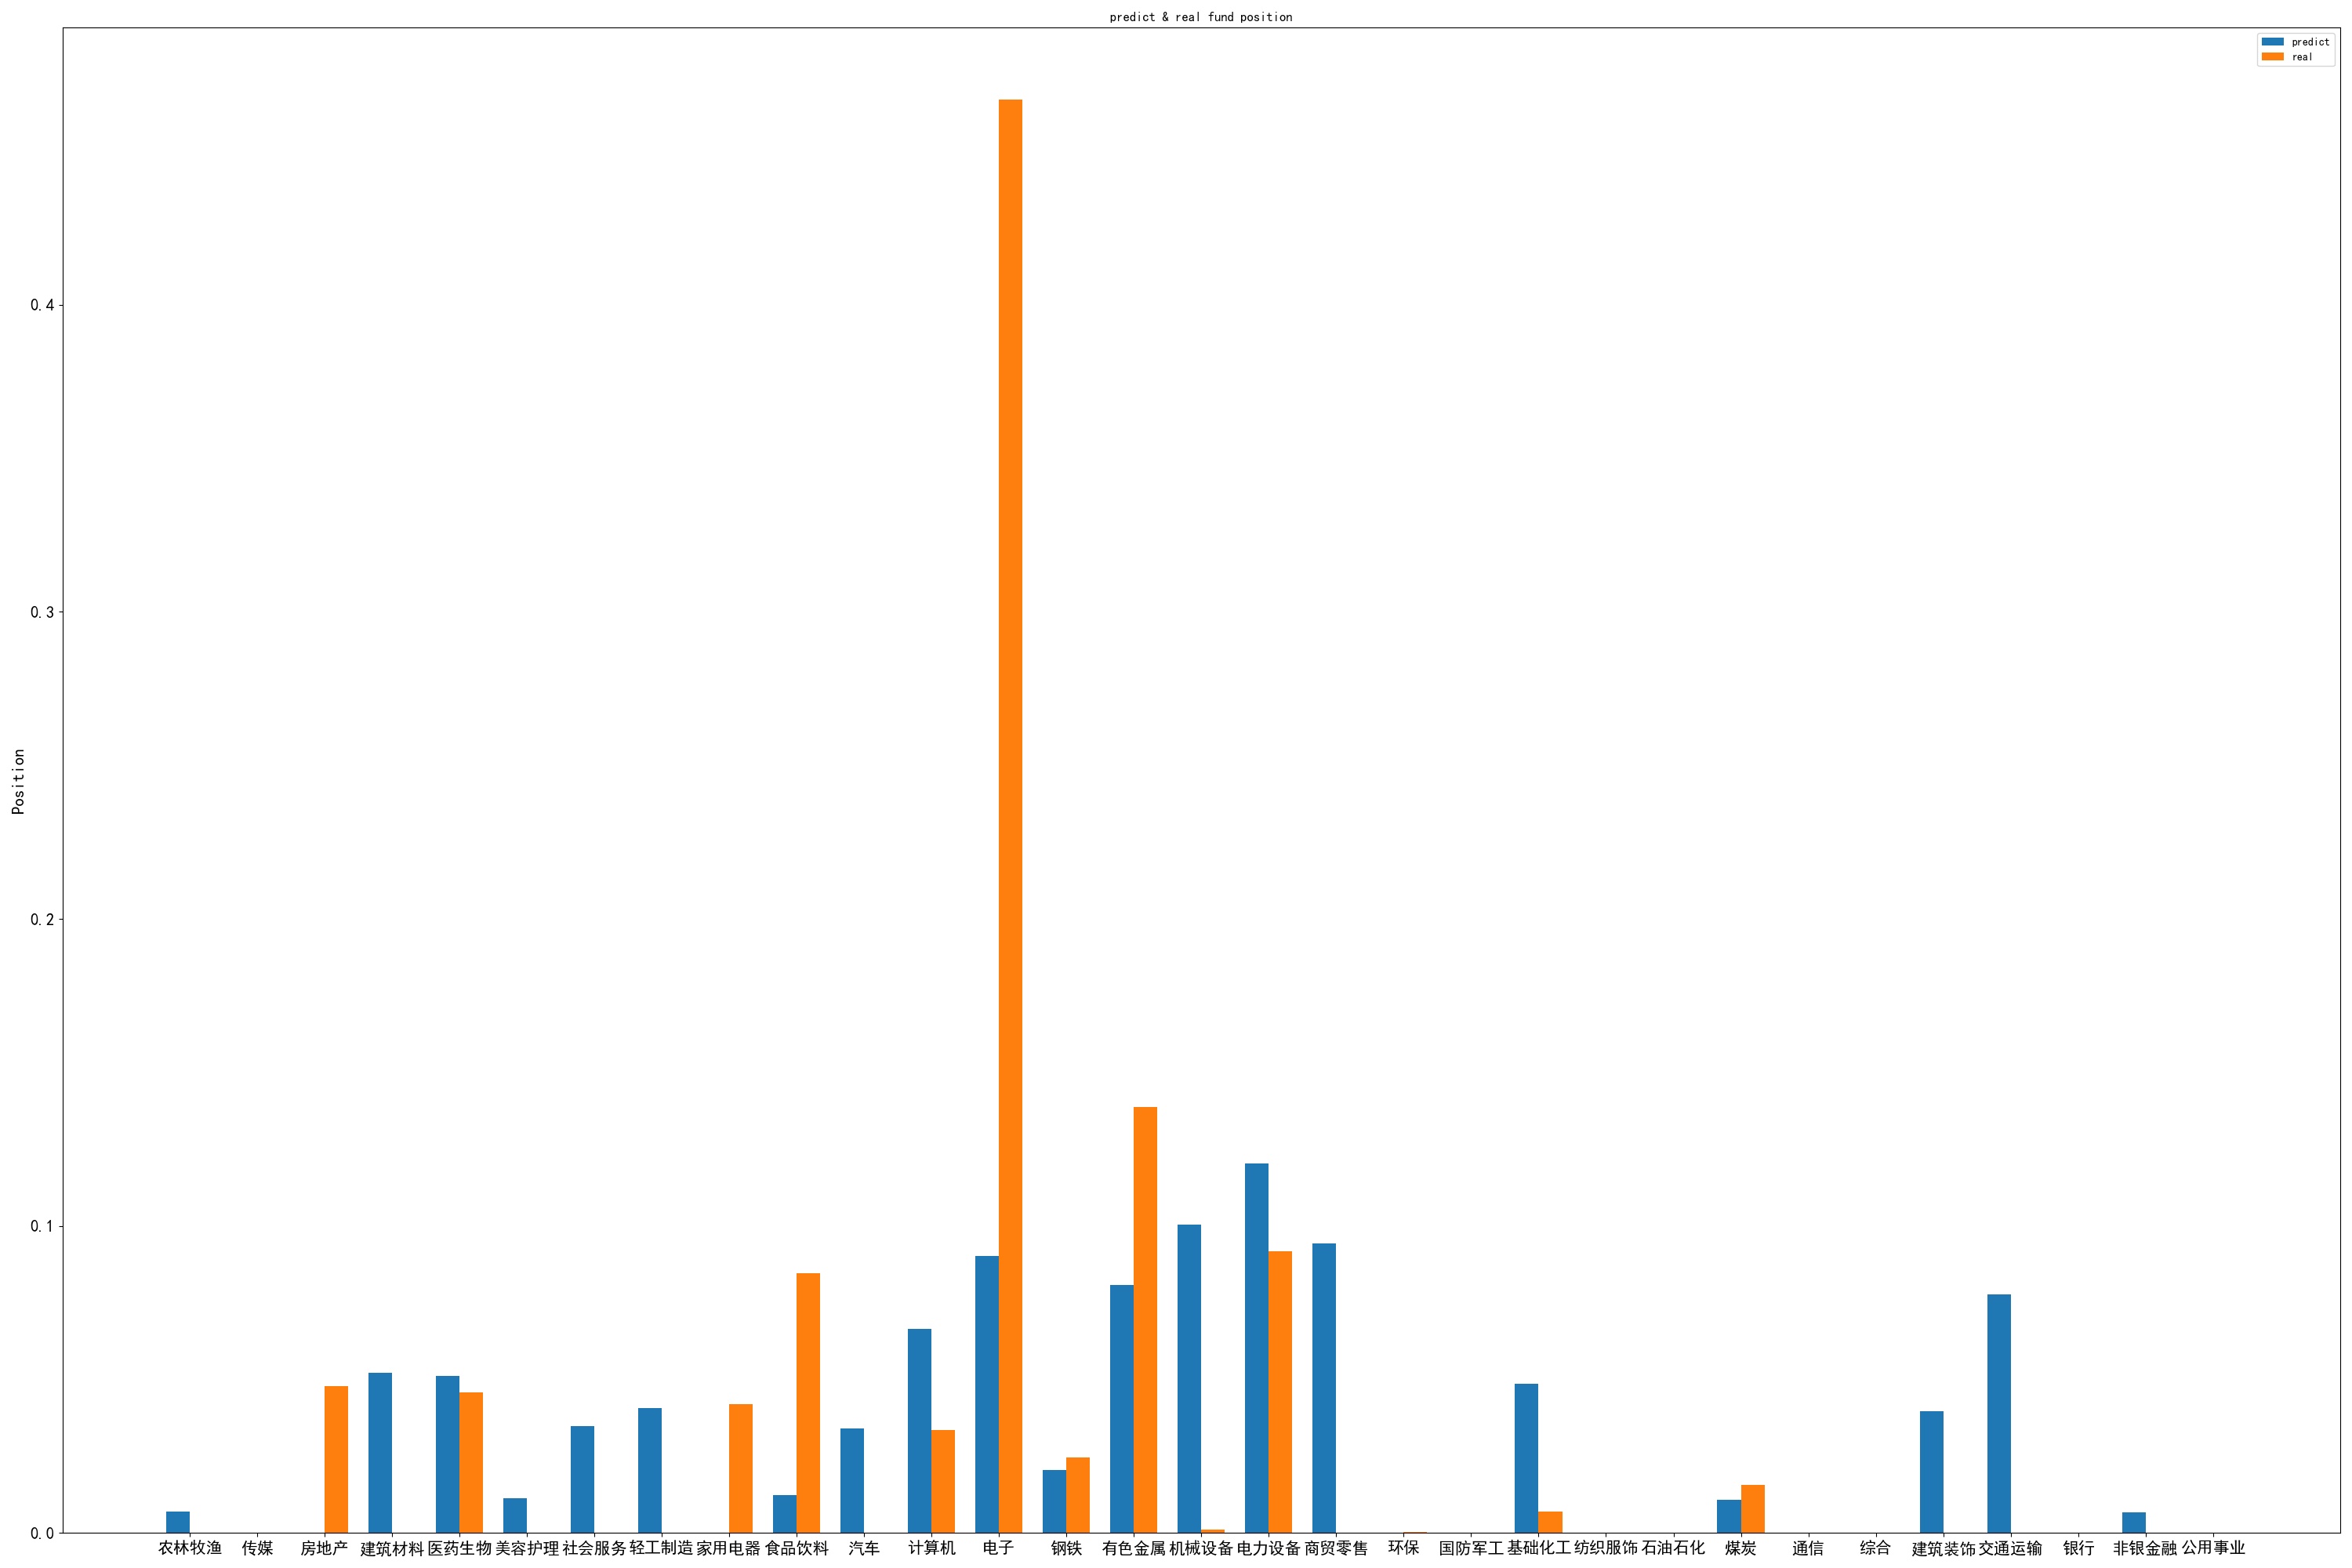 predict & real fund position
predict
real
0.4
0.3
0.2
0.1
0.0
Position
农林牧渔 传媒 房地产 建筑材料 医药生物 美容护理 社会服务 轻工制造 家用电器 食品饮料 汽车 计算机 电子 钢铁 有色金属 机械设备 电力设备 商贸零售 环保 国防军工 基础化工 纺织服饰 石油石化 煤炭 通信 综合 建筑装饰 交通运输 银行 非银金融 公用事业